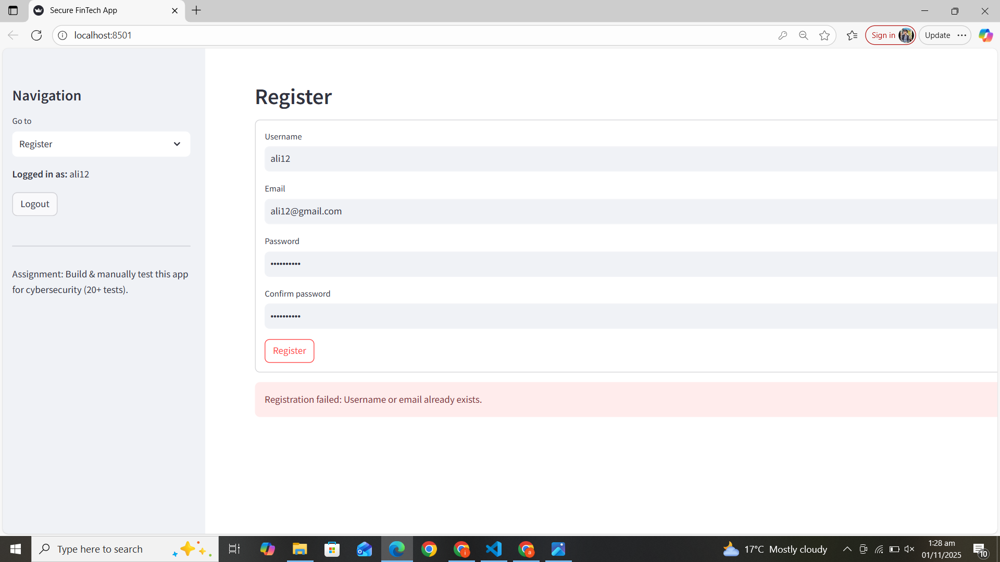 Secure FinTech App
localhost:8501
Sign in
Update
Navigation
Go to
Register
Logged in as: ali12
Logout
Assignment: Build & manually test this app
for cybersecurity (20+ tests).
Register
Username
ali12
Email
ali12@gmail.com
Password
••••••••••
Confirm password
••••••••••
Register
Registration failed: Username or email already exists.
Type here to search
17°C Mostly cloudy
1:28 am
01/11/2025
10